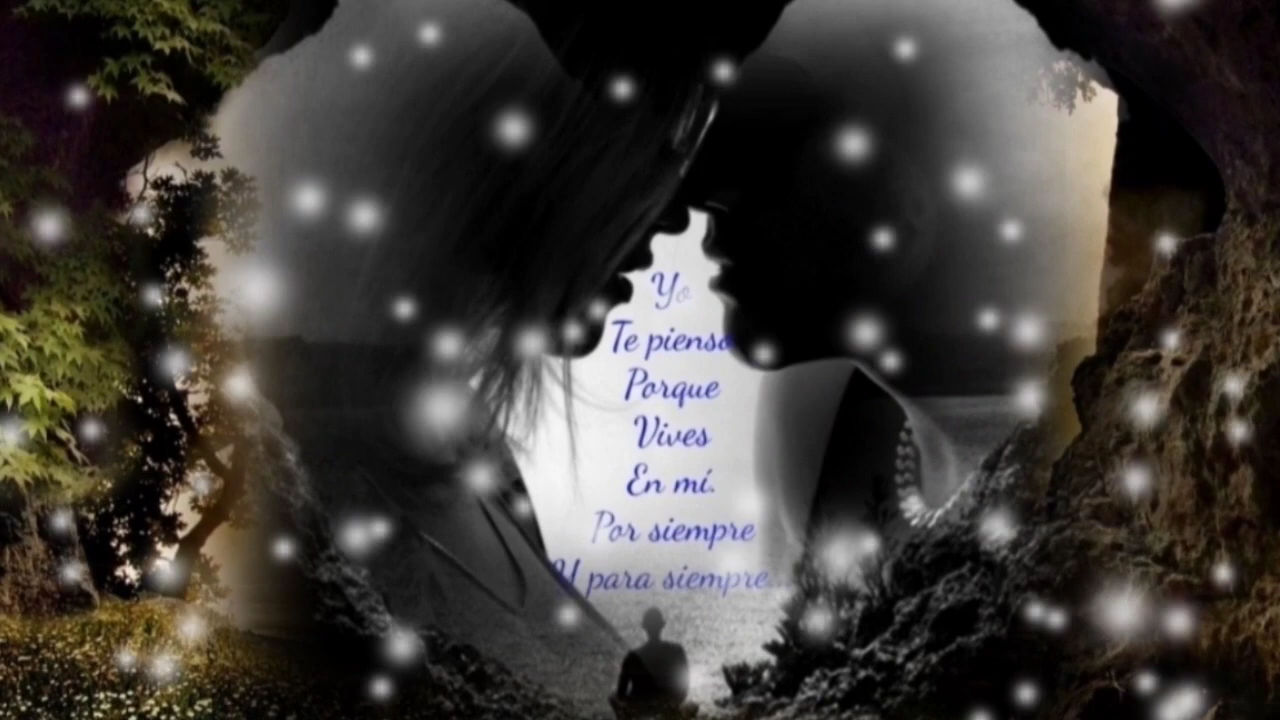 Yo
Te pienso
Porque
Vives
En mí.
Por siempre
Y para siempre...